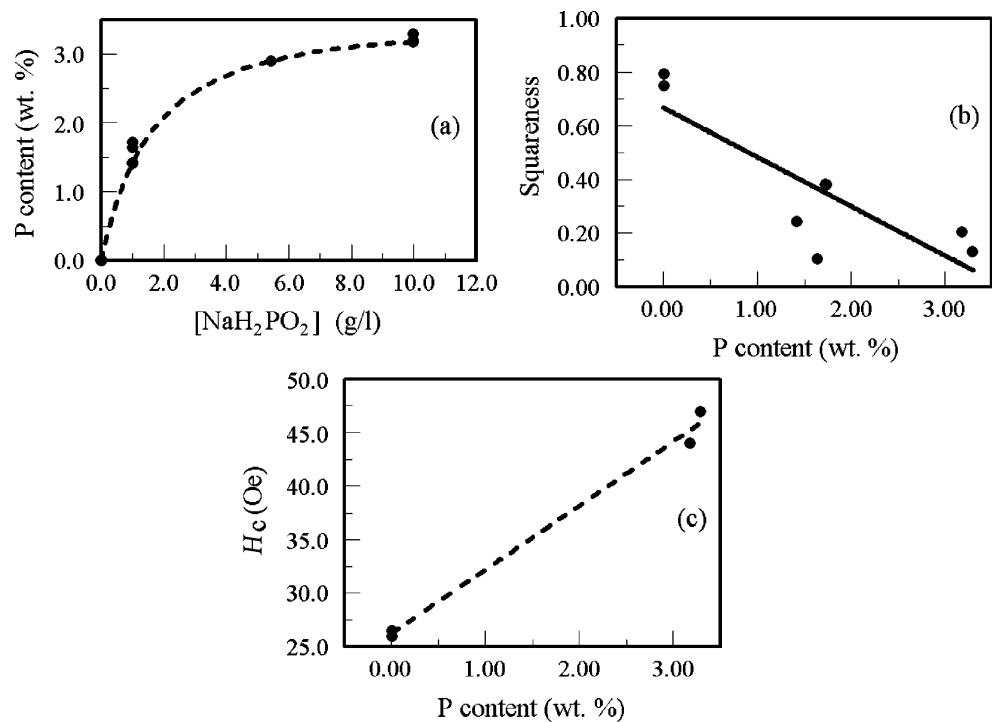 P content (wt. %)
3.0
2.0
1.0
0.0
(a)
0.0 2.0 4.0 6.0 8.0 10.0 12.0
[NaH₂PO₂] (g/l)
Squareness
1.00
0.80
0.60
0.40
0.20
0.00
(b)
0.00 1.00 2.00 3.00
P content (wt. %)
Hc (Oe)
50.0
45.0
40.0
35.0
30.0
25.0
(c)
0.00 1.00 2.00 3.00
P content (wt. %)